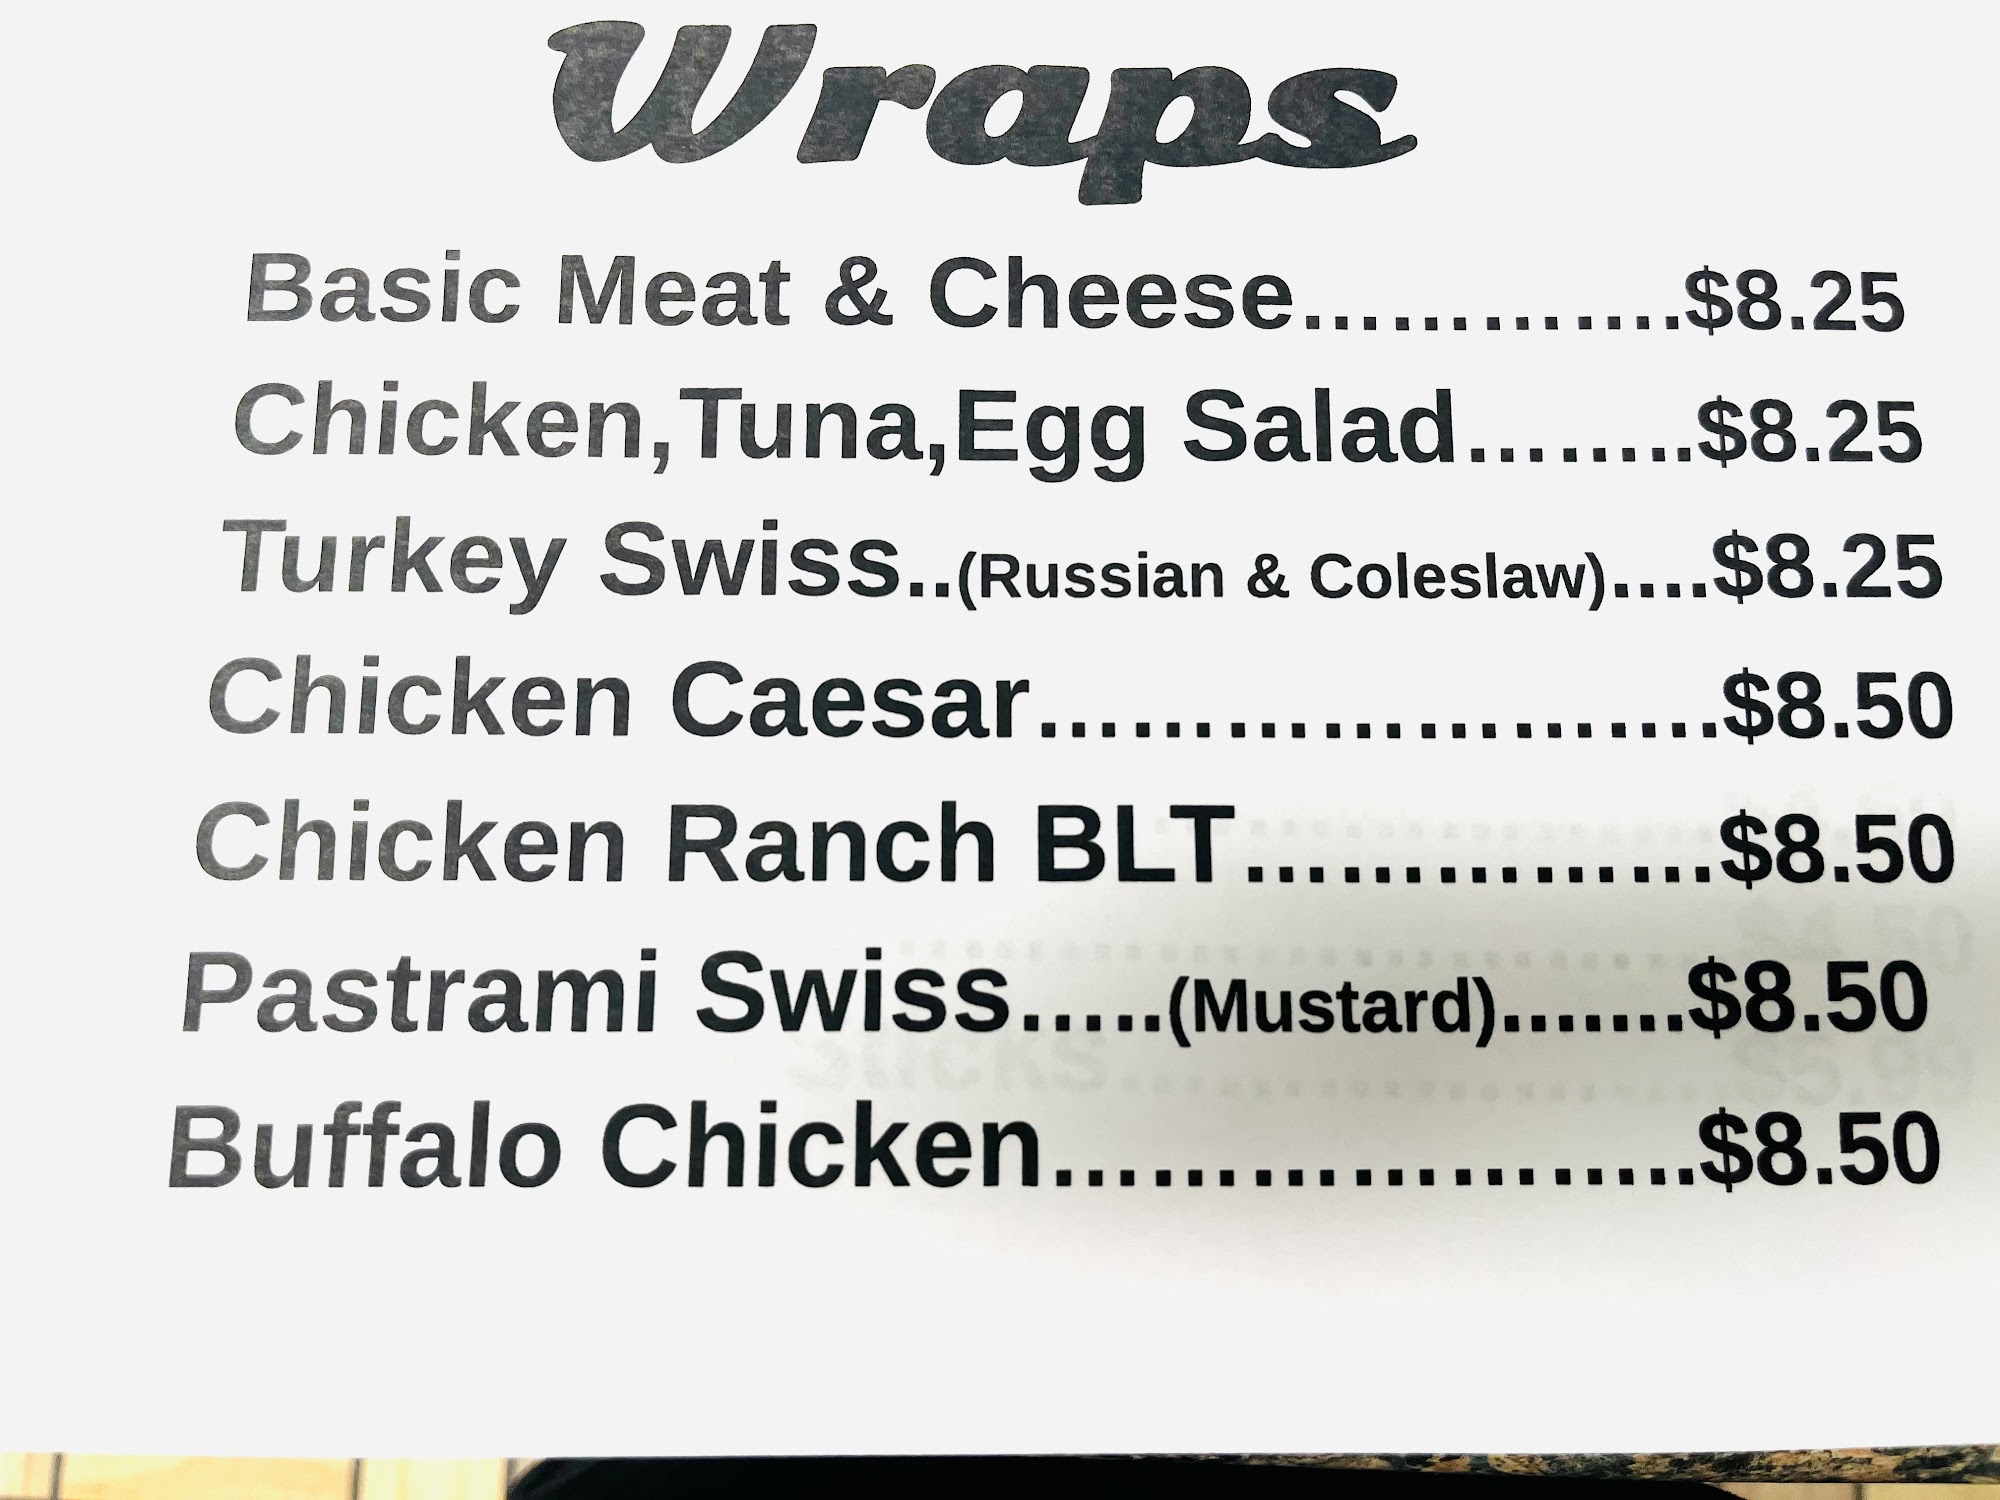 Wraps
Basic Meat & Cheese.............$8.25
Chicken,Tuna,Egg Salad........$8.25
Turkey Swiss..(Russian & Coleslaw)....$8.25
Chicken Caesar......................$8.50
Chicken Ranch BLT...............$8.50
Pastrami Swiss.....(Mustard).......$8.50
Buffalo Chicken....................$8.50